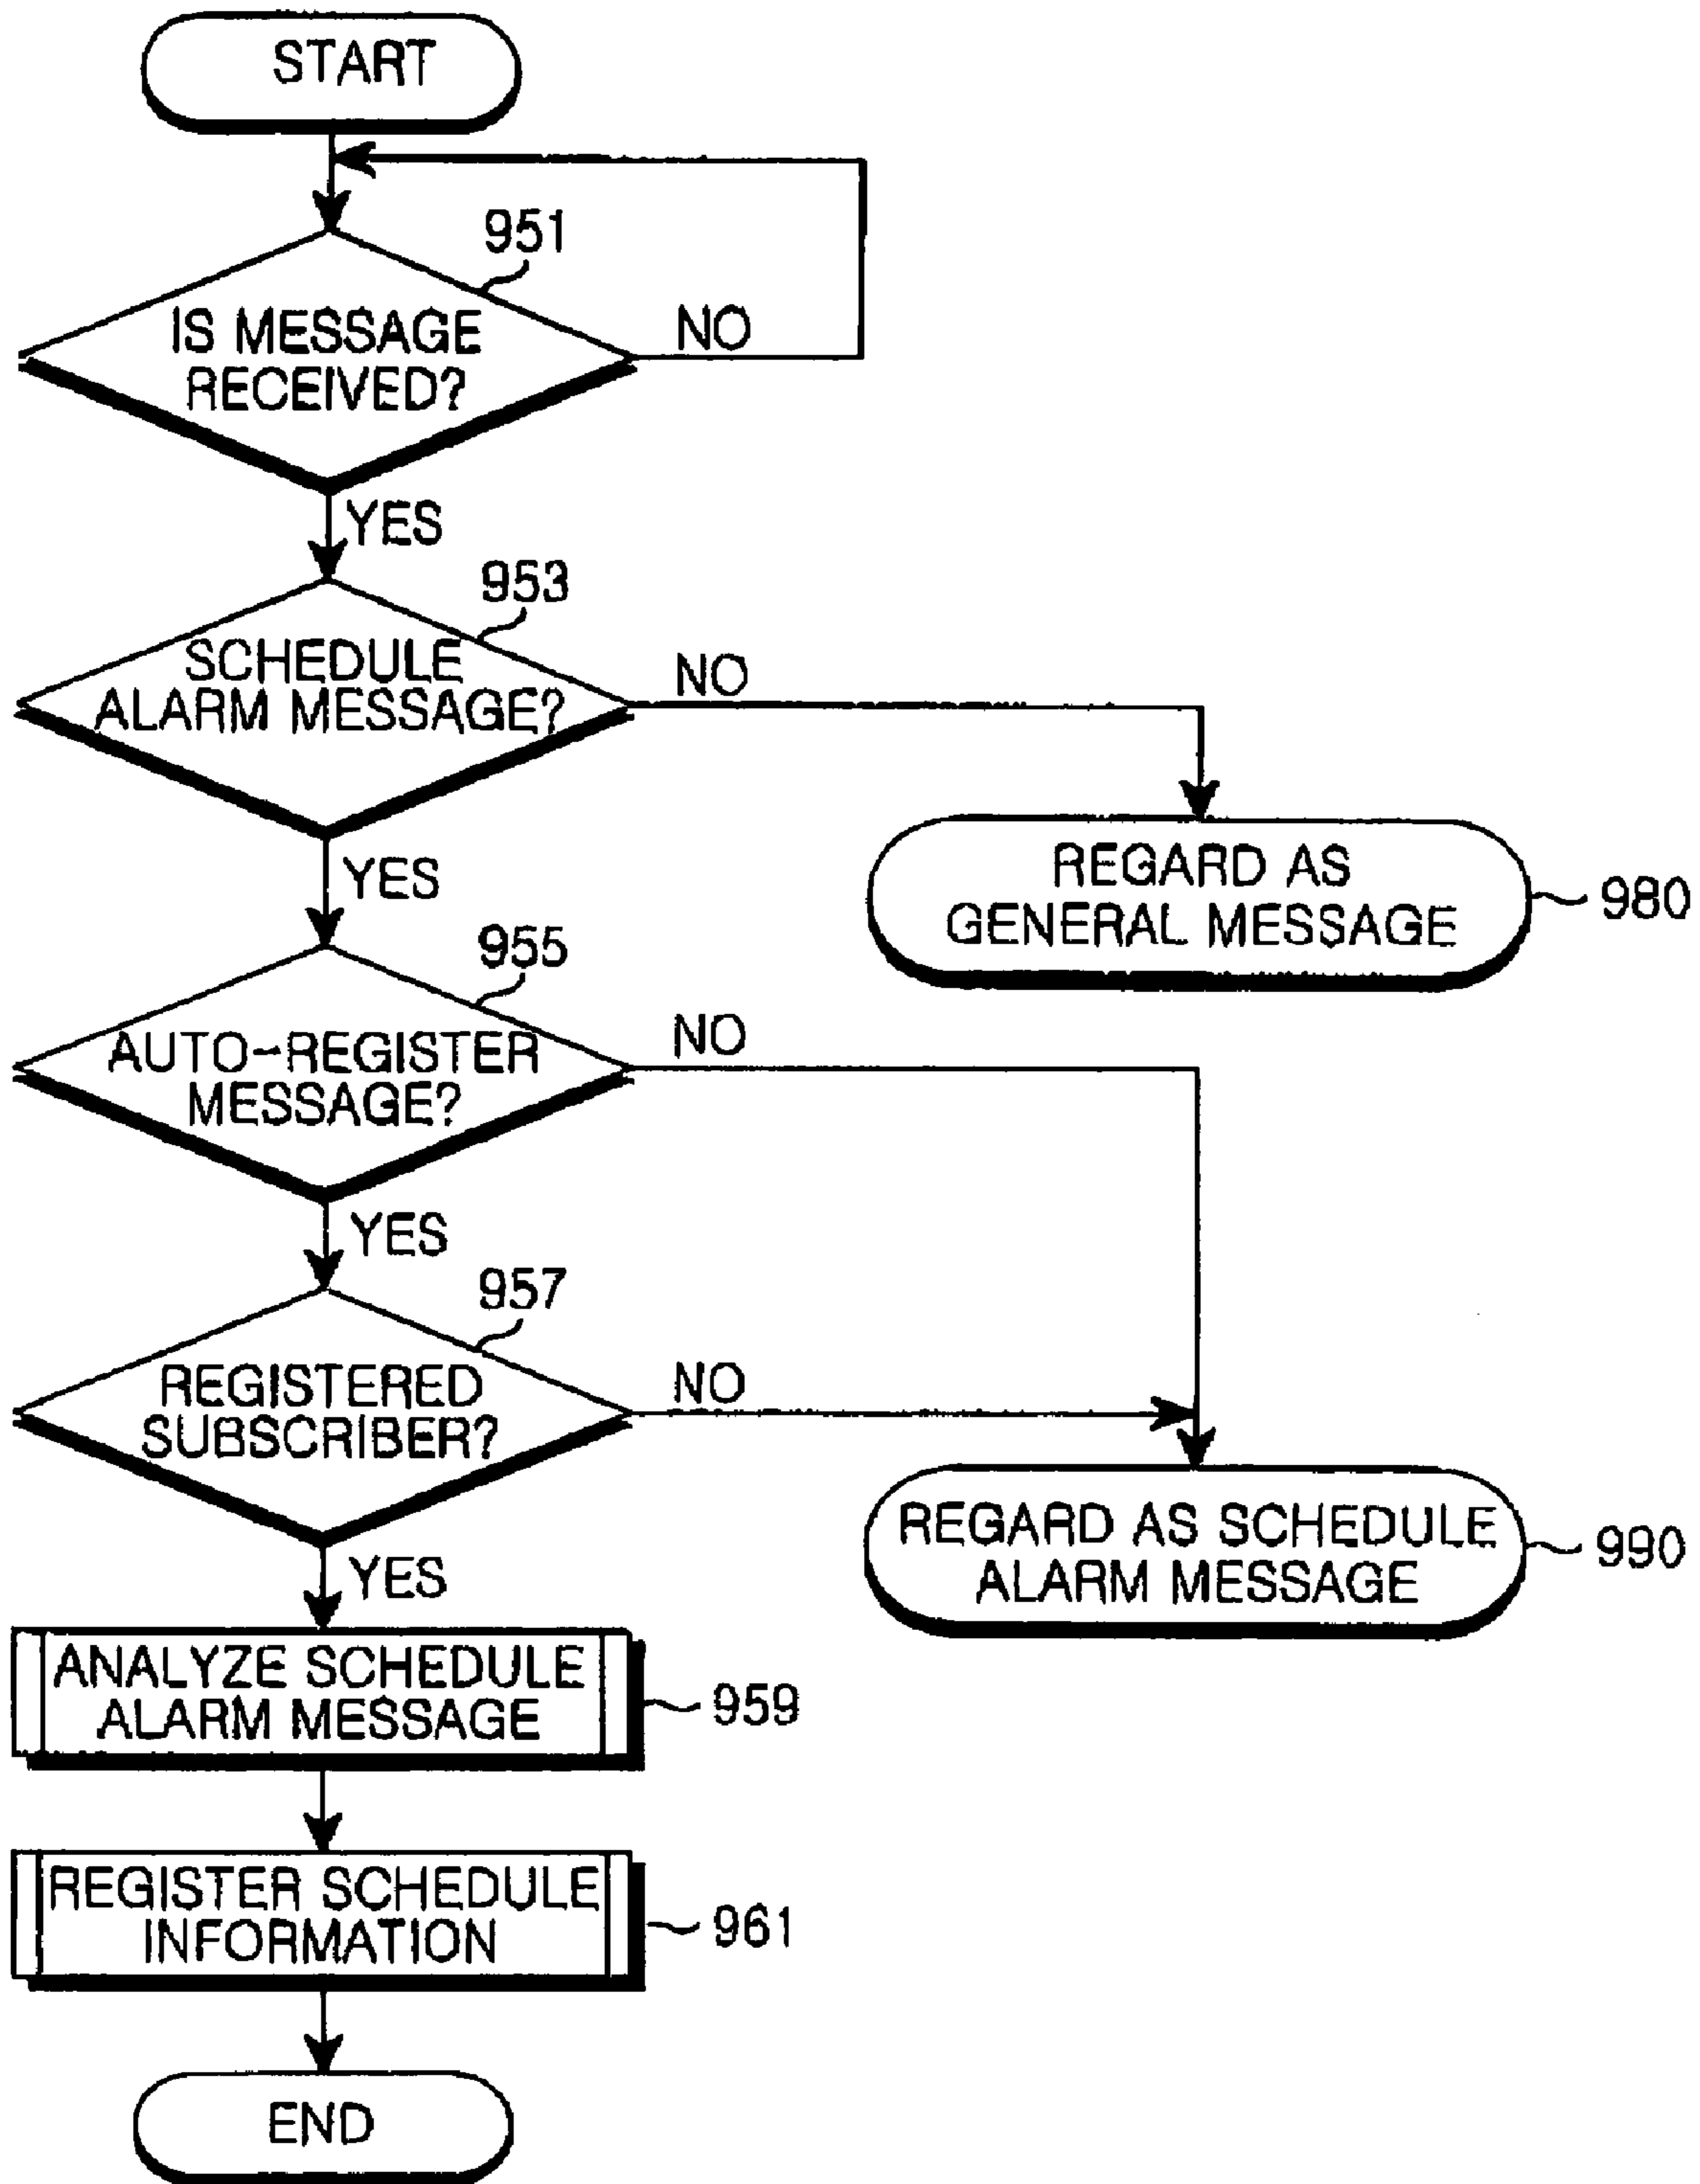 START
951
IS MESSAGE
RECEIVED?
NO
YES
953
SCHEDULE
ALARM MESSAGE?
NO
REGARD AS
GENERAL MESSAGE
980
YES
955
AUTO-REGISTER
MESSAGE?
NO
YES
957
REGISTERED
SUBSCRIBER?
NO
REGARD AS SCHEDULE
ALARM MESSAGE
990
YES
ANALYZE SCHEDULE
ALARM MESSAGE
959
REGISTER SCHEDULE
INFORMATION
961
END